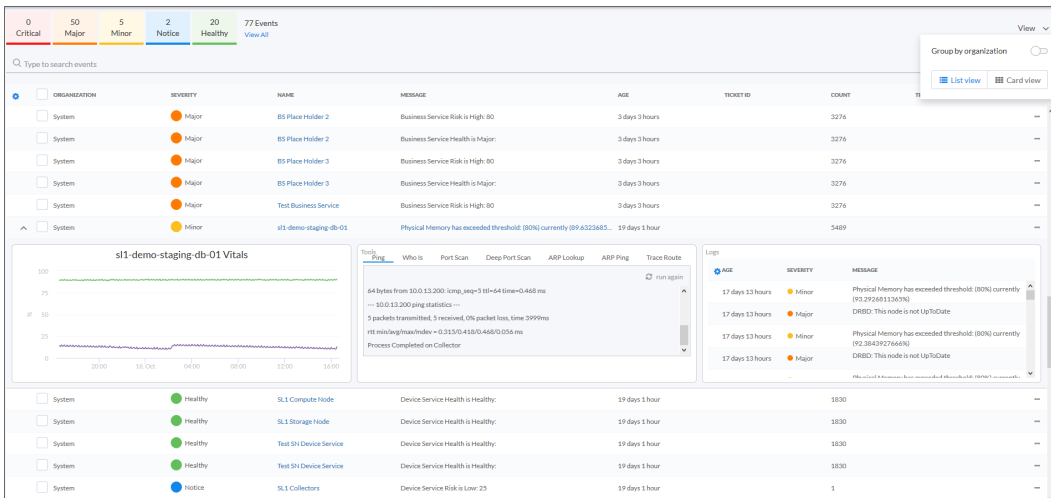 0 50 5 2 20 77 Events
Critical Major Minor Notice Healthy View All
View
Group by organization
Type to search events
List view Card view
ORGANIZATION SEVERITY NAME MESSAGE AGE TICKET ID COUNT
System Major BS Place Holder 2 Business Service Risk is High: 80 3 days 3 hours 3276
System Major BS Place Holder 2 Business Service Health is Major: 3 days 3 hours 3276
System Major BS Place Holder 3 Business Service Risk is High: 80 3 days 3 hours 3276
System Major BS Place Holder 3 Business Service Health is Major: 3 days 3 hours 3276
System Major Test Business Service Business Service Risk is High: 80 3 days 3 hours 3276
System Minor sl1-demo-staging-db-01 Physical Memory has exceeded threshold: (80%) currently (89.6323685... 19 days 1 hour 5489
sl1-demo-staging-db-01 Vitals
100
75
% 50
25
0
20:00 16. Oct 04:00 08:00 12:00 16:00
Tools
Ping Who Is Port Scan Deep Port Scan ARP Lookup ARP Ping Trace Route
run again
64 bytes from 10.0.13.200: icmp_seq=5 ttl=64 time=0.468 ms
--- 10.0.13.200 ping statistics ---
5 packets transmitted, 5 received, 0% packet loss, time 3999ms
rtt min/avg/max/mdev = 0.315/0.418/0.468/0.056 ms
Process Completed on Collector
Logs
AGE SEVERITY MESSAGE
17 days 13 hours Minor Physical Memory has exceeded threshold: (80%) currently
(93.2926811365%)
17 days 13 hours Major DRBD: This node is not UpToDate
17 days 13 hours Minor Physical Memory has exceeded threshold: (80%) currently
(92.3843927666%)
17 days 13 hours Major DRBD: This node is not UpToDate
Physical Memory has exceeded threshold: (80%) currently
System Healthy SL1 Compute Node Device Service Health is Healthy: 19 days 1 hour 1830
System Healthy SL1 Storage Node Device Service Health is Healthy: 19 days 1 hour 1830
System Healthy Test SN Device Service Device Service Health is Healthy: 19 days 1 hour 1830
System Healthy Test SN Device Service Device Service Health is Healthy: 19 days 1 hour 1830
System Notice SL1 Collectors Device Service Risk is Low: 25 19 days 1 hour 1